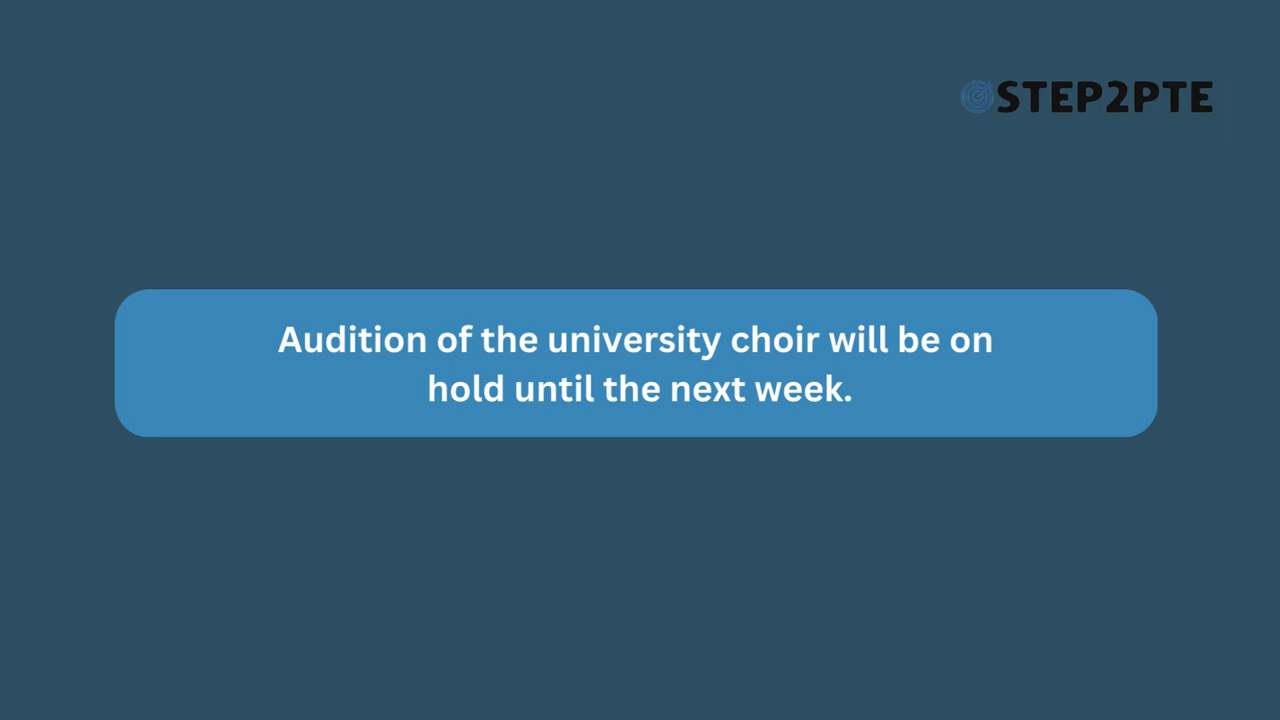 STEP2PTE
Audition of the university choir will be on
hold until the next week.